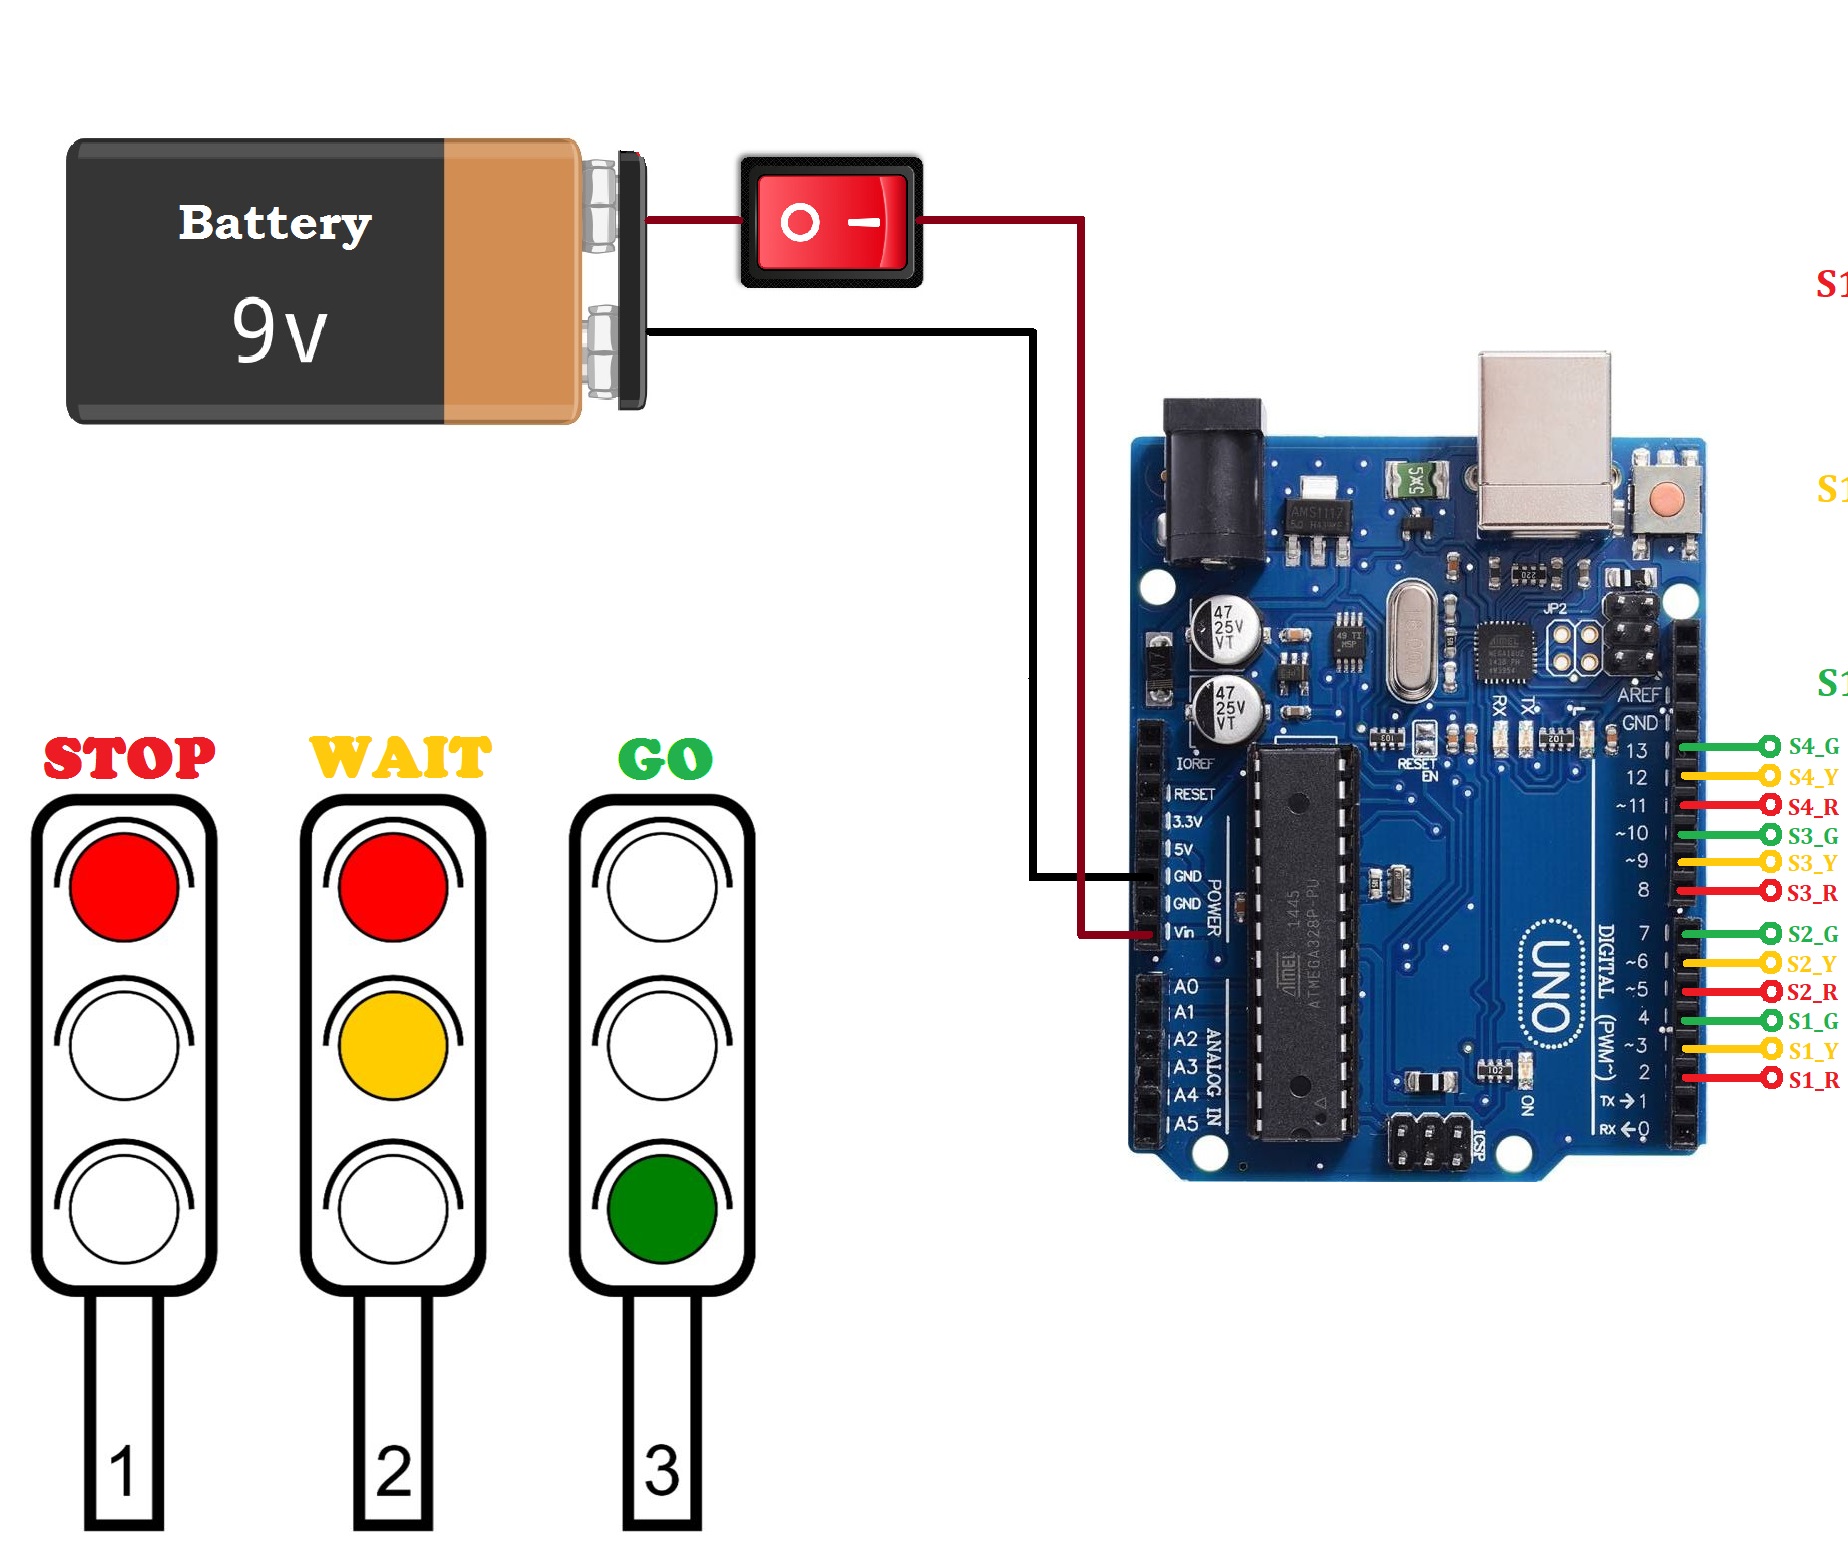 Battery
9v
S1
S1
S1
STOP
WAIT
GO
1
2
3
AMS1117
47
25V
VT
47
25V
VT
JP2
RX
TX
L
RESET
EN
IOREF
RESET
3.3V
5V
GND
GND
Vin
POWER
A0
A1
A2
A3
A4
A5
ANALOG IN
ATMEL 1445
ATMEGA328P-PU
UNO
ON
ICSP
DIGITAL (PWM~)
AREF
GND
13 S4_G
12 S4_Y
~11 S4_R
~10 S3_G
~9 S3_Y
8 S3_R
7 S2_G
~6 S2_Y
~5 S2_R
4 S1_G
~3 S1_Y
2 S1_R
TX→1
RX←0